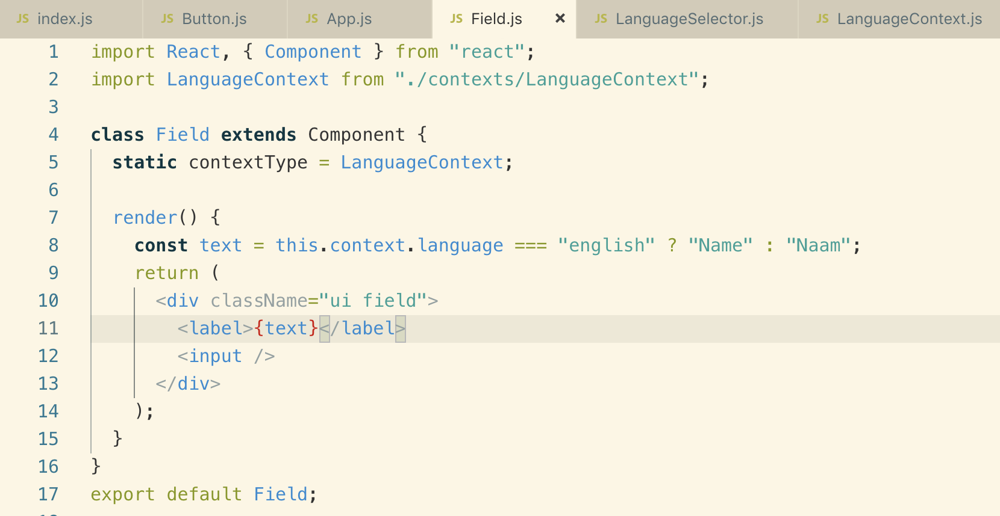 JS index.js JS Button.js JS App.js JS Field.js × JS LanguageSelector.js JS LanguageContext.js
1 import React, { Component } from "react";
2 import LanguageContext from "./contexts/LanguageContext";
3
4 class Field extends Component {
5 static contextType = LanguageContext;
6
7 render() {
8 const text = this.context.language === "english" ? "Name" : "Naam";
9 return (
10 <div className="ui field">
11 <label>{text}</label>
12 <input />
13 </div>
14 );
15 }
16 }
17 export default Field;